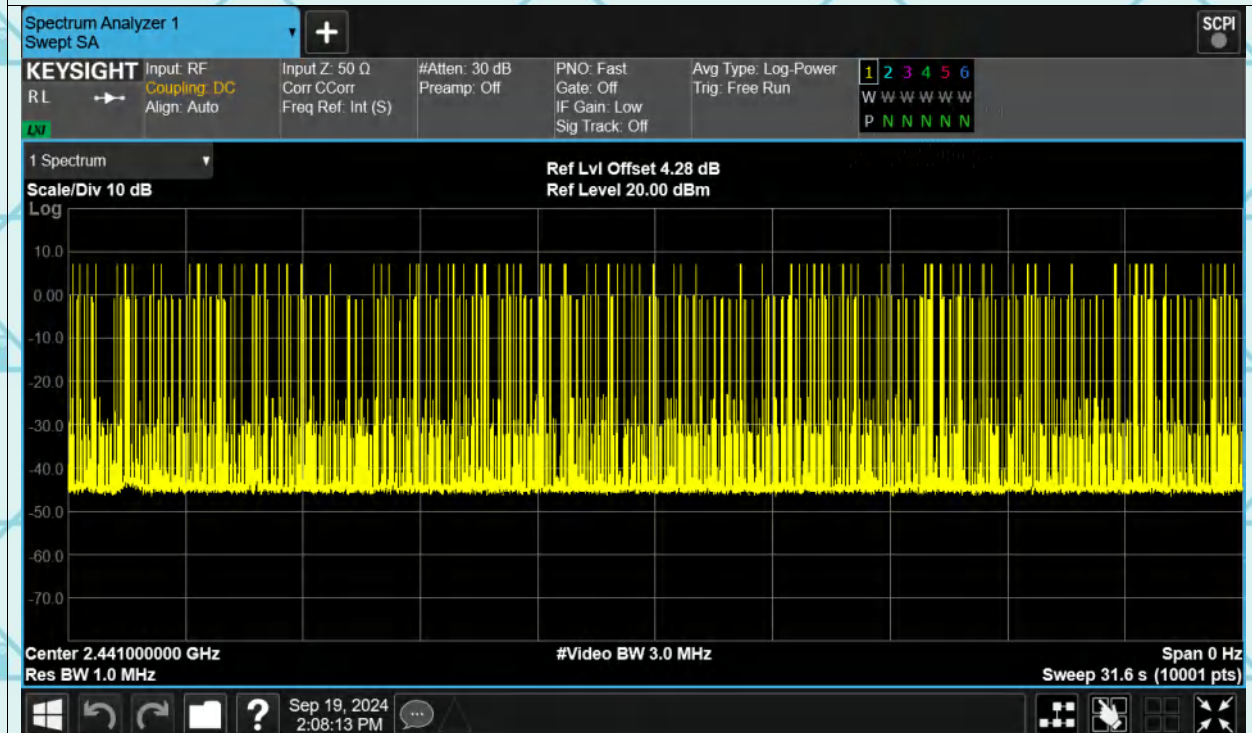 Spectrum Analyzer 1
Swept SA
SCPI
KEYSIGHT
RL
LXI
Input: RF
Coupling: DC
Align: Auto
Input Z: 50 Ω
Corr CCorr
Freq Ref: Int (S)
#Atten: 30 dB
Preamp: Off
PNO: Fast
Gate: Off
IF Gain: Low
Sig Track: Off
Avg Type: Log-Power
Trig: Free Run
1 2 3 4 5 6
W W W W W W
P N N N N N
1 Spectrum
Scale/Div 10 dB
Ref Lvl Offset 4.28 dB
Ref Level 20.00 dBm
Log
10.0
0.00
-10.0
-20.0
-30.0
-40.0
-50.0
-60.0
-70.0
Center 2.441000000 GHz
#Video BW 3.0 MHz
Span 0 Hz
Res BW 1.0 MHz
Sweep 31.6 s (10001 pts)
?
Sep 19, 2024
2:08:13 PM